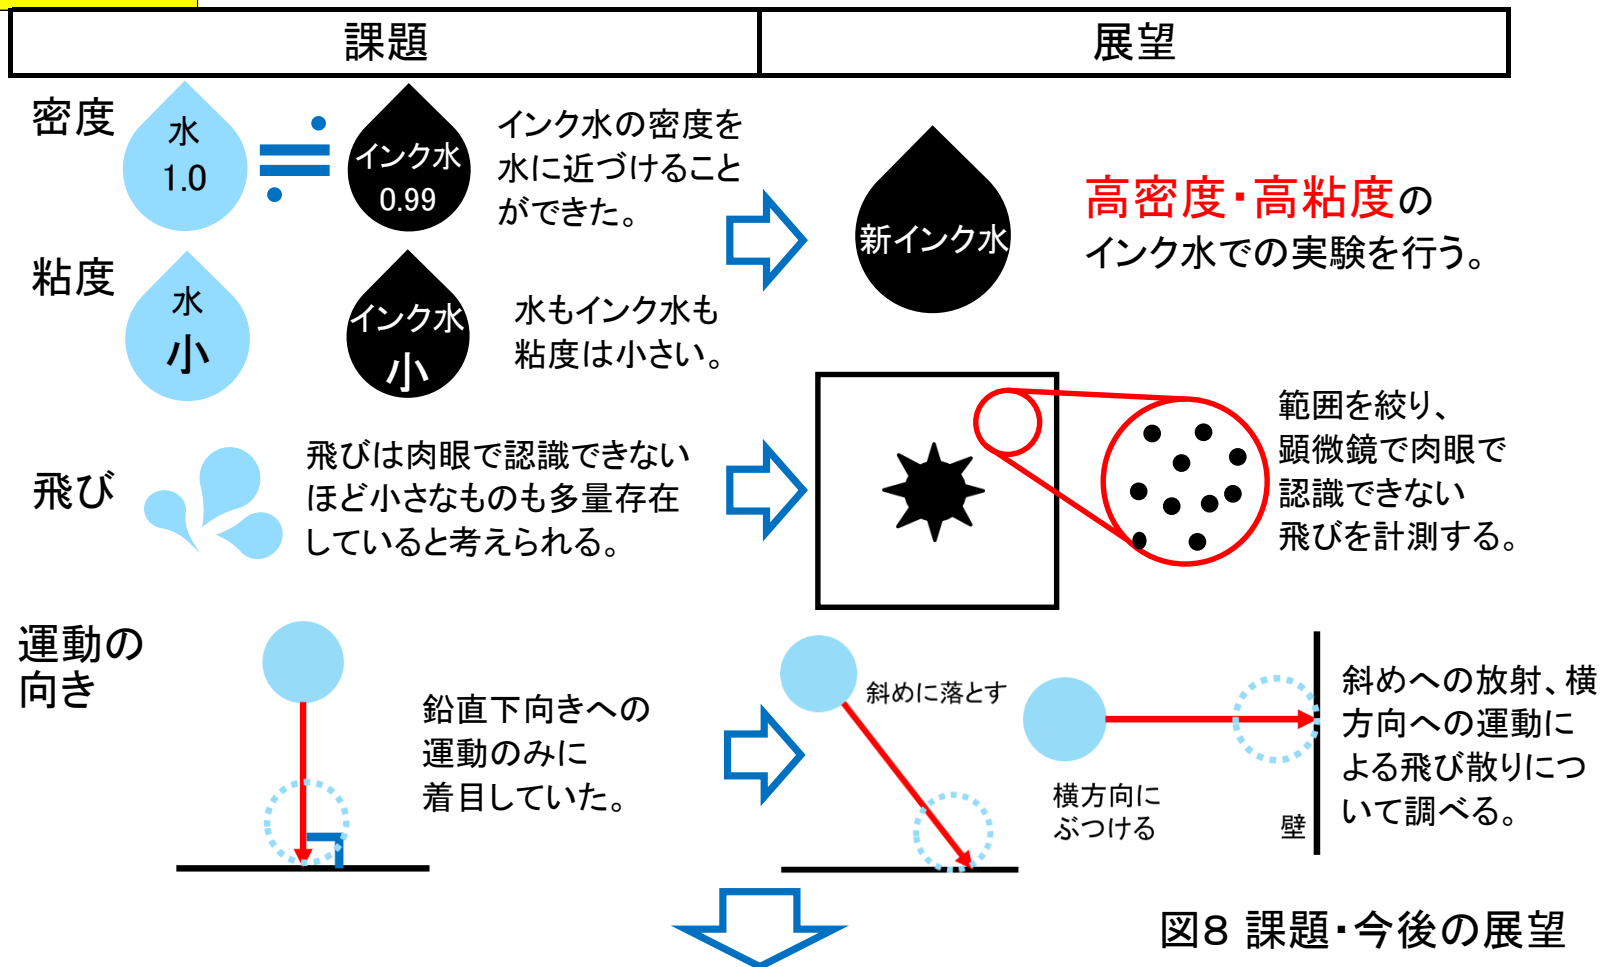 課題
展望
密度
水
1.0
≒
インク水
0.99
インク水の密度を
水に近づけること
ができた。
新インク水
高密度・高粘度の
インク水での実験を行う。
粘度
水
小
インク水
小
水もインク水も
粘度は小さい。
飛び
飛びは肉眼で認識できない
ほど小さなものも多量存在
していると考えられる。
範囲を絞り、
顕微鏡で肉眼で
認識できない
飛びを計測する。
運動の
向き
鉛直下向きへの
運動のみに
着目していた。
斜めに落とす
横方向に
ぶつける
壁
斜めへの放射、横
方向への運動に
よる飛び散りにつ
いて調べる。
図8 課題・今後の展望